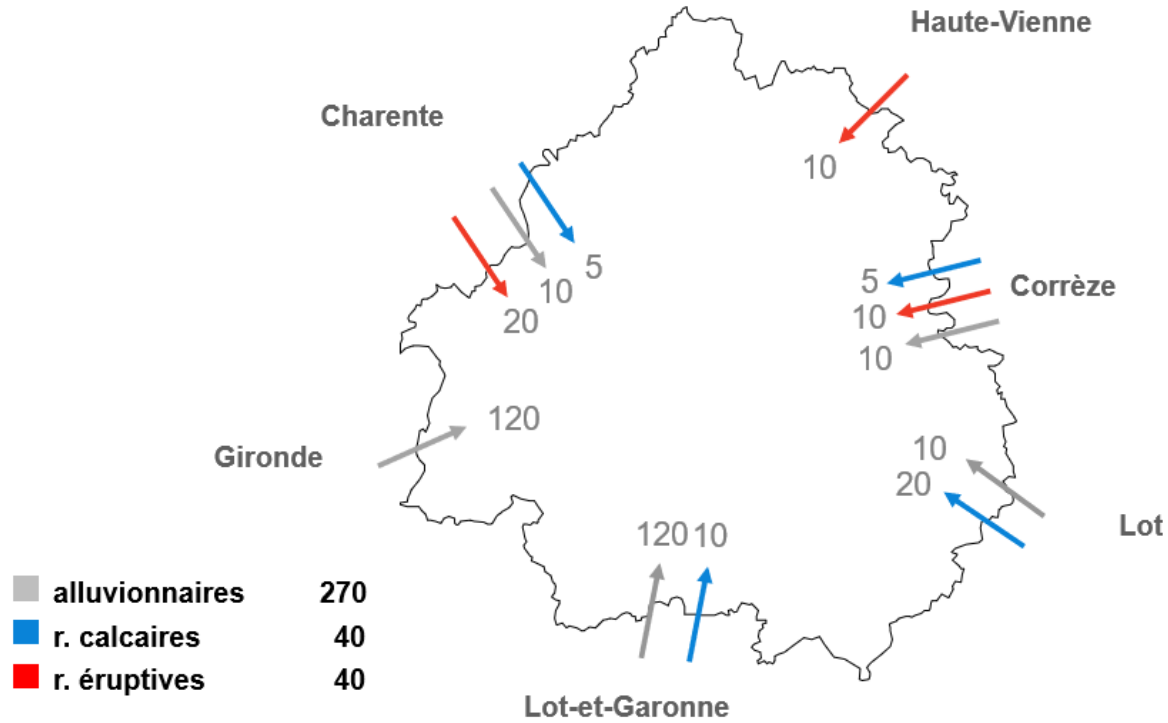 Haute-Vienne
Charente
10
5
10
20
5
Corrèze
10
10
120
Gironde
10
20
Lot
120 10
alluvionnaires 270
r. calcaires 40
r. éruptives 40
Lot-et-Garonne